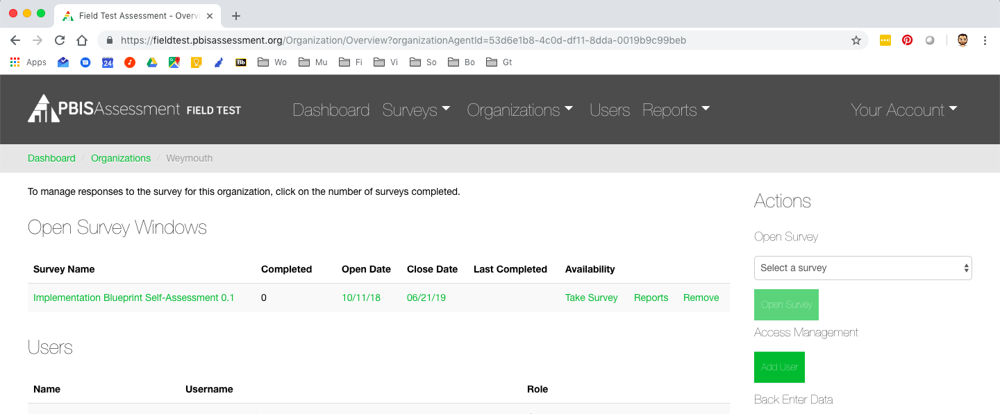 Field Test Assessment - Overvi
https://fieldtest.pbisassessment.org/Organization/Overview?organizationAgentId=53d6e1b8-4c0d-df11-8dda-0019b9c99beb
Apps 24 Bb Wo Mu Fi Vi So Bo Gt
PBISAssessment FIELD TEST Dashboard Surveys Organizations Users Reports Your Account
Dashboard / Organizations / Weymouth
To manage responses to the survey for this organization, click on the number of surveys completed.
Open Survey Windows
Survey Name Completed Open Date Close Date Last Completed Availability
Implementation Blueprint Self-Assessment 0.1 0 10/11/18 06/21/19 Take Survey Reports Remove
Users
Name Username Role
Actions
Open Survey
Select a survey
Open Survey
Access Management
Add User
Back Enter Data